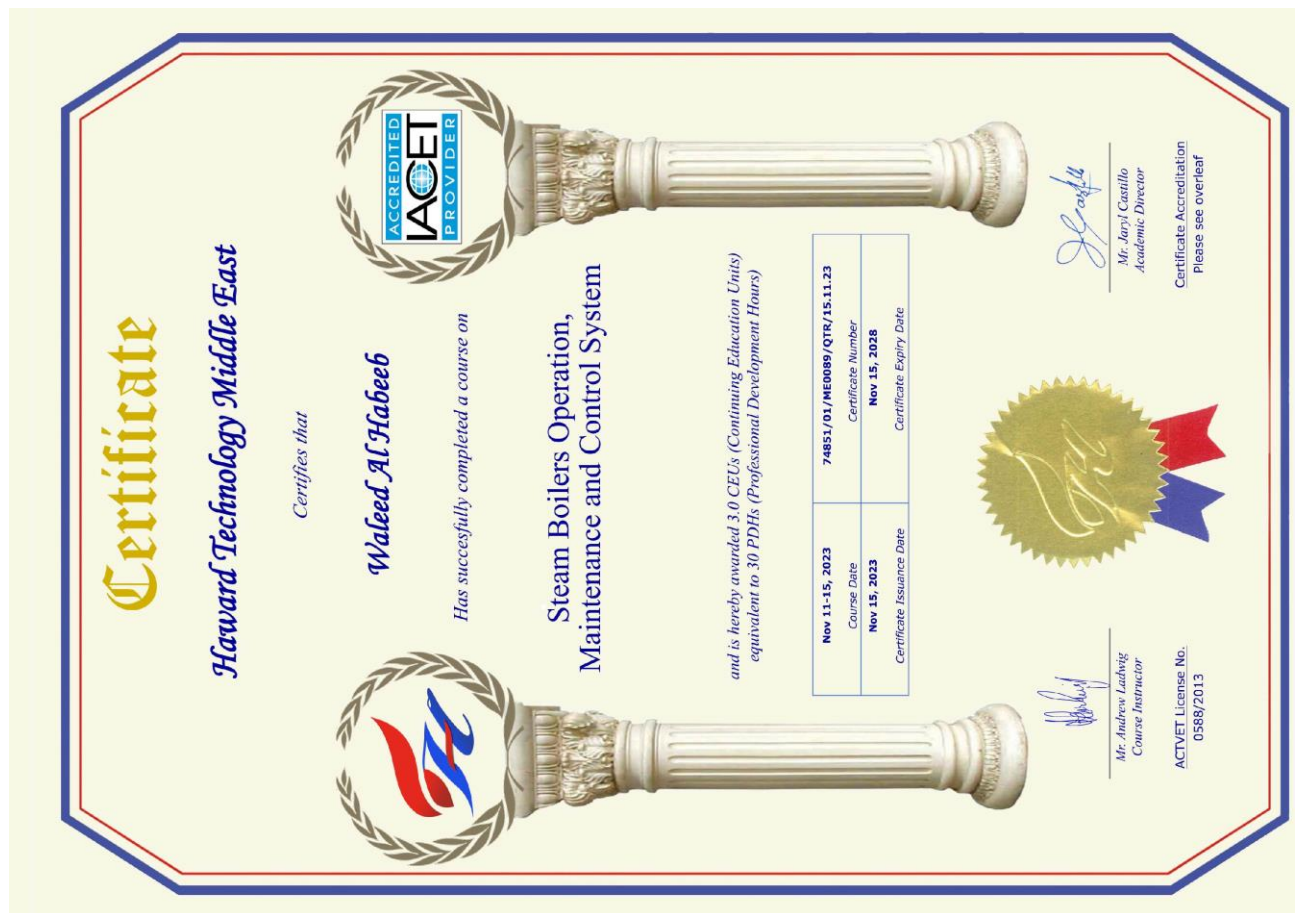 Certificate
ACCREDITED
IACET
PROVIDER
Haward Technology Middle East
Certifies that
Waleed Al Habeeb
Has succesfully completed a course on
Steam Boilers Operation,
Maintenance and Control System
and is hereby awarded 3.0 CEUs (Continuing Education Units)
equivalent to 30 PDHs (Professional Development Hours)
Nov 11-15, 2023
Course Date
74851/01/ME0089/QTR/15.11.23
Certificate Number
Nov 15, 2023
Certificate Issuance Date
Nov 15, 2028
Certificate Expiry Date
Mr. Andrew Ladwig
Course Instructor
ACTVET License No.
0588/2013
Mr. Jaryl Castillo
Academic Director
Certificate Accreditation
Please see overleaf